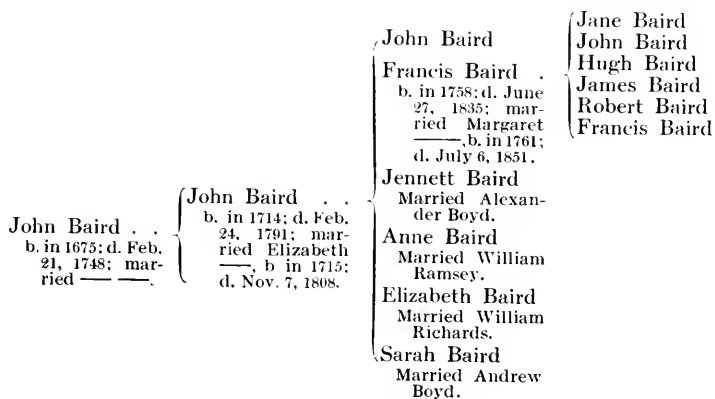 John Baird . .
b. in 1675; d. Feb.
21, 1748; mar-
ried —— ——.
John Baird . .
b. in 1714; d. Feb.
24, 1791; mar-
ried Elizabeth
——, b in 1715;
d. Nov. 7, 1808.
John Baird
Francis Baird .
b. in 1758; d. June
27, 1835; mar-
ried Margaret
———, b. in 1761;
d. July 6, 1851.
Jennett Baird
Married Alexan-
der Boyd.
Anne Baird
Married William
Ramsey.
Elizabeth Baird
Married William
Richards.
Sarah Baird
Married Andrew
Boyd.
Jane Baird
John Baird
Hugh Baird
James Baird
Robert Baird
Francis Baird